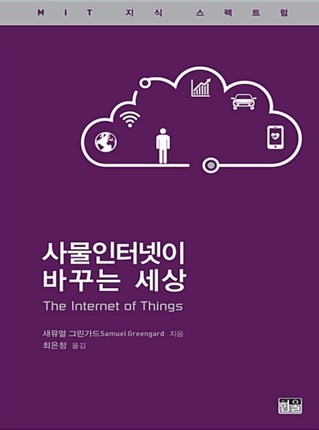 MIT 지식 스펙트럼
사물인터넷이
바꾸는 세상
The Internet of Things
새뮤얼 그린가드Samuel Greengard 지음
최은창 옮김
한울